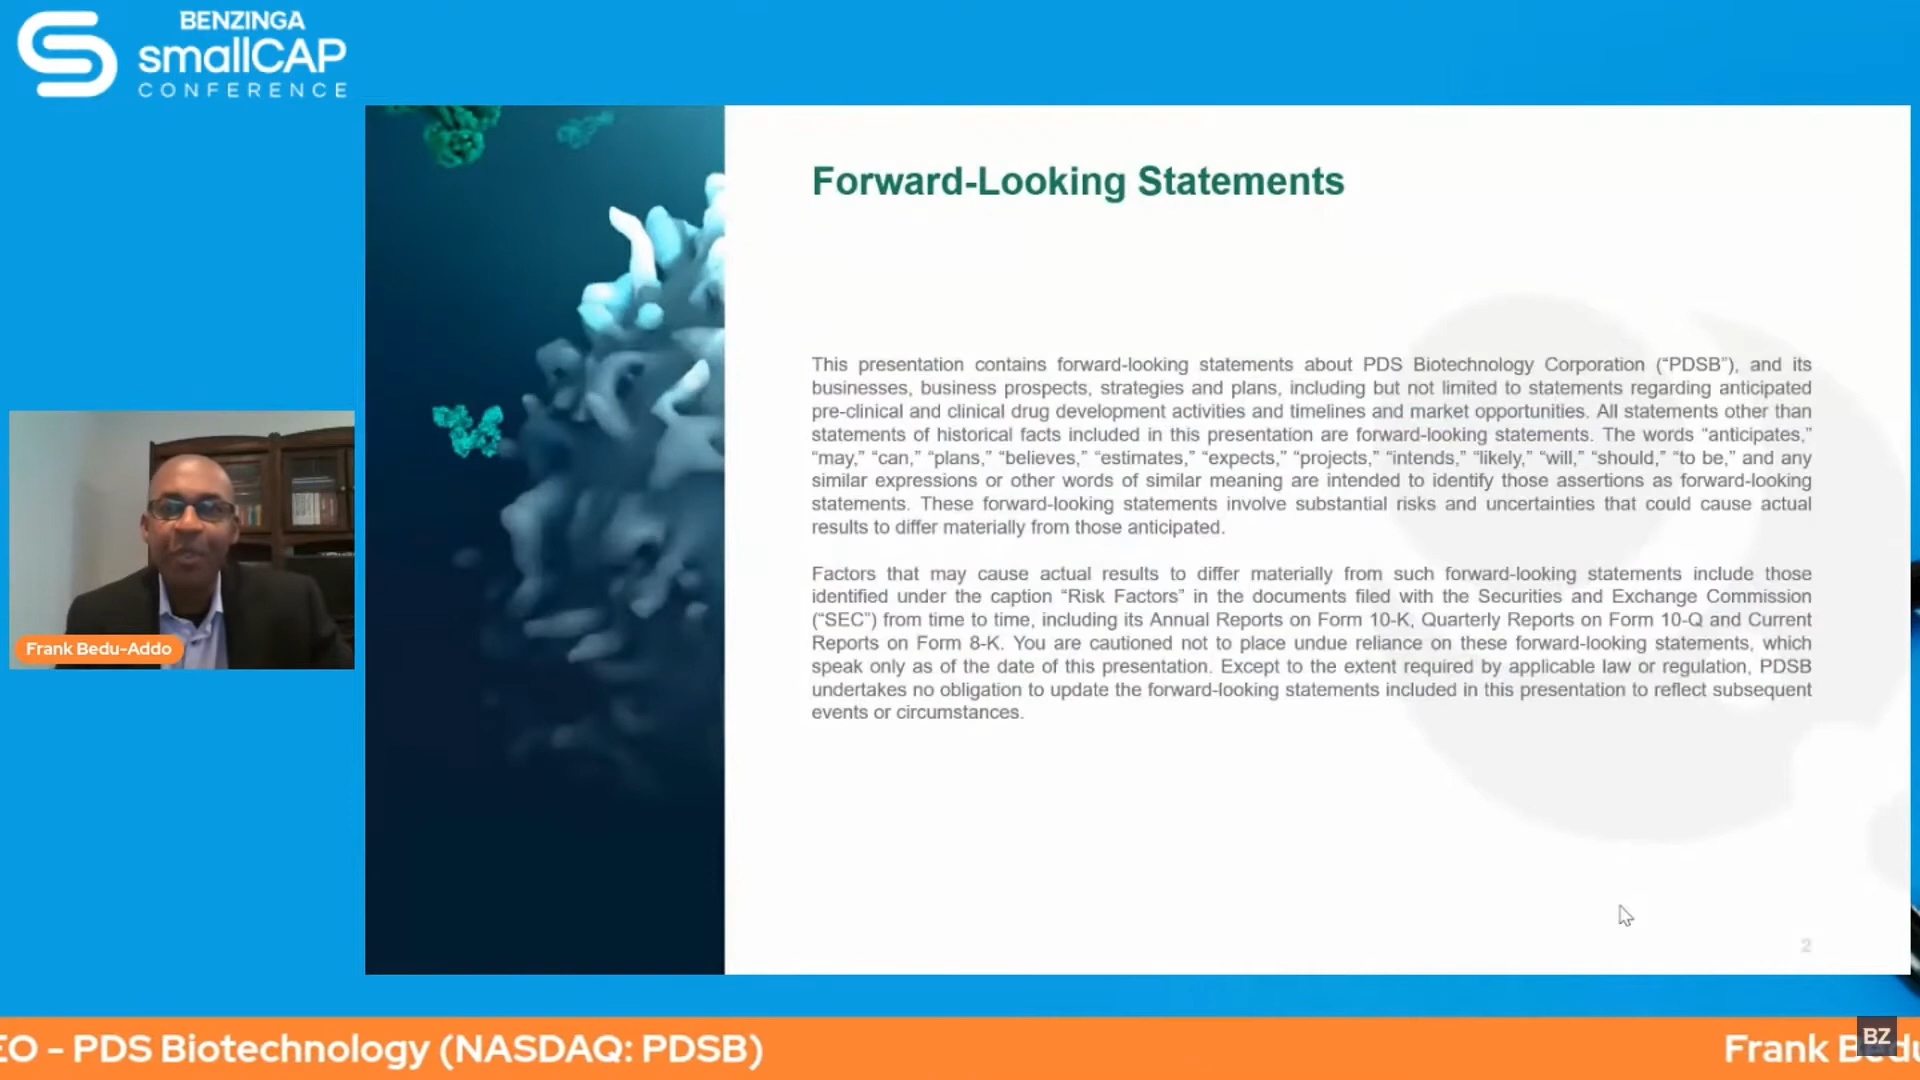 BENZINGA
smallCAP
CONFERENCE
Forward-Looking Statements
This presentation contains forward-looking statements about PDS Biotechnology Corporation (“PDSB”), and its
businesses, business prospects, strategies and plans, including but not limited to statements regarding anticipated
pre-clinical and clinical drug development activities and timelines and market opportunities. All statements other than
statements of historical facts included in this presentation are forward-looking statements. The words “anticipates,”
“may,” “can,” “plans,” “believes,” “estimates,” “expects,” “projects,” “intends,” “likely,” “will,” “should,” “to be,” and any
similar expressions or other words of similar meaning are intended to identify those assertions as forward-looking
statements. These forward-looking statements involve substantial risks and uncertainties that could cause actual
results to differ materially from those anticipated.
Factors that may cause actual results to differ materially from such forward-looking statements include those
identified under the caption “Risk Factors” in the documents filed with the Securities and Exchange Commission
(“SEC”) from time to time, including its Annual Reports on Form 10-K, Quarterly Reports on Form 10-Q and Current
Reports on Form 8-K. You are cautioned not to place undue reliance on these forward-looking statements, which
speak only as of the date of this presentation. Except to the extent required by applicable law or regulation, PDSB
undertakes no obligation to update the forward-looking statements included in this presentation to reflect subsequent
events or circumstances.
2
Frank Bedu-Addo
EO - PDS Biotechnology (NASDAQ: PDSB)
Frank Bedu
BZ